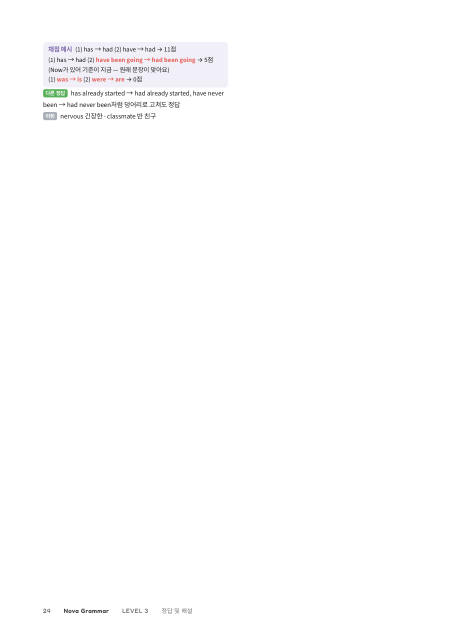 채점 예시 (1) has → had (2) have → had → 11점
(1) has → had (2) have been going → had been going → 5점
(Now가 있어 기준이 지금 — 원래 문장이 맞아요)
(1) was → is (2) were → are → 0점
다른 정답 has already started → had already started, have never
been → had never been처럼 덩어리로 고쳐도 정답
어휘 nervous 긴장한 · classmate 반 친구
24 Nova Grammar LEVEL 3 정답 및 해설